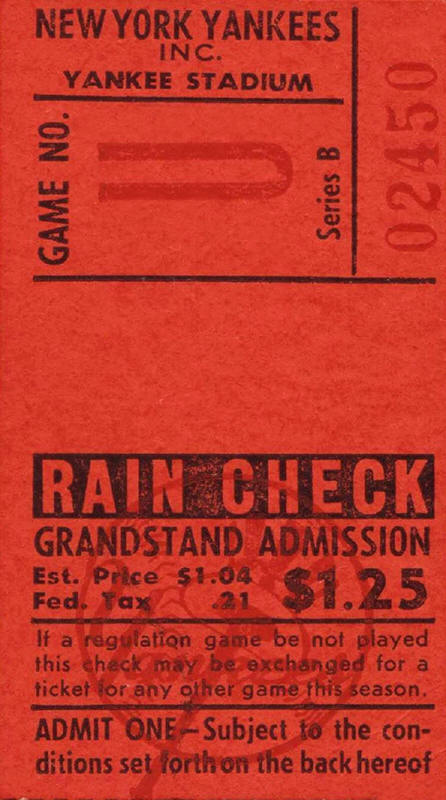 NEW YORK YANKEES
INC.
YANKEE STADIUM
GAME NO.
U
Series B
02450
RAIN CHECK
GRANDSTAND ADMISSION
Est. Price $1.04
Fed. Tax .21
$1.25
If a regulation game be not played
this check may be exchanged for a
ticket for any other game this season.
ADMIT ONE—Subject to the con-
ditions set forth on the back hereof